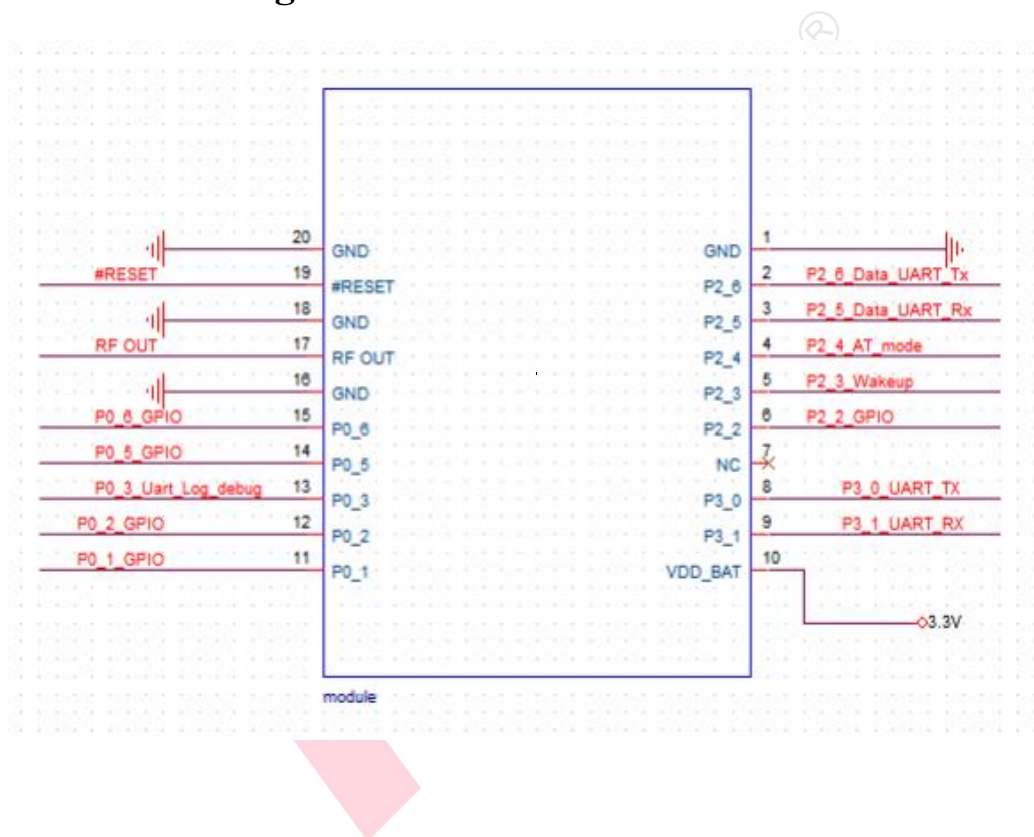 20 GND GND 1
#RESET 19 #RESET P2_6 2 P2_6_Data_UART_Tx
18 GND P2_5 3 P2_5_Data_UART_Rx
RF OUT 17 RF OUT P2_4 4 P2_4_AT_mode
16 GND P2_3 5 P2_3_Wakeup
P0_6_GPIO 15 P0_6 P2_2 6 P2_2_GPIO
P0_5_GPIO 14 P0_5 NC 7
P0_3_Uart_Log_debug 13 P0_3 P3_0 8 P3_0_UART_TX
P0_2_GPIO 12 P0_2 P3_1 9 P3_1_UART_RX
P0_1_GPIO 11 P0_1 VDD_BAT 10
3.3V
module